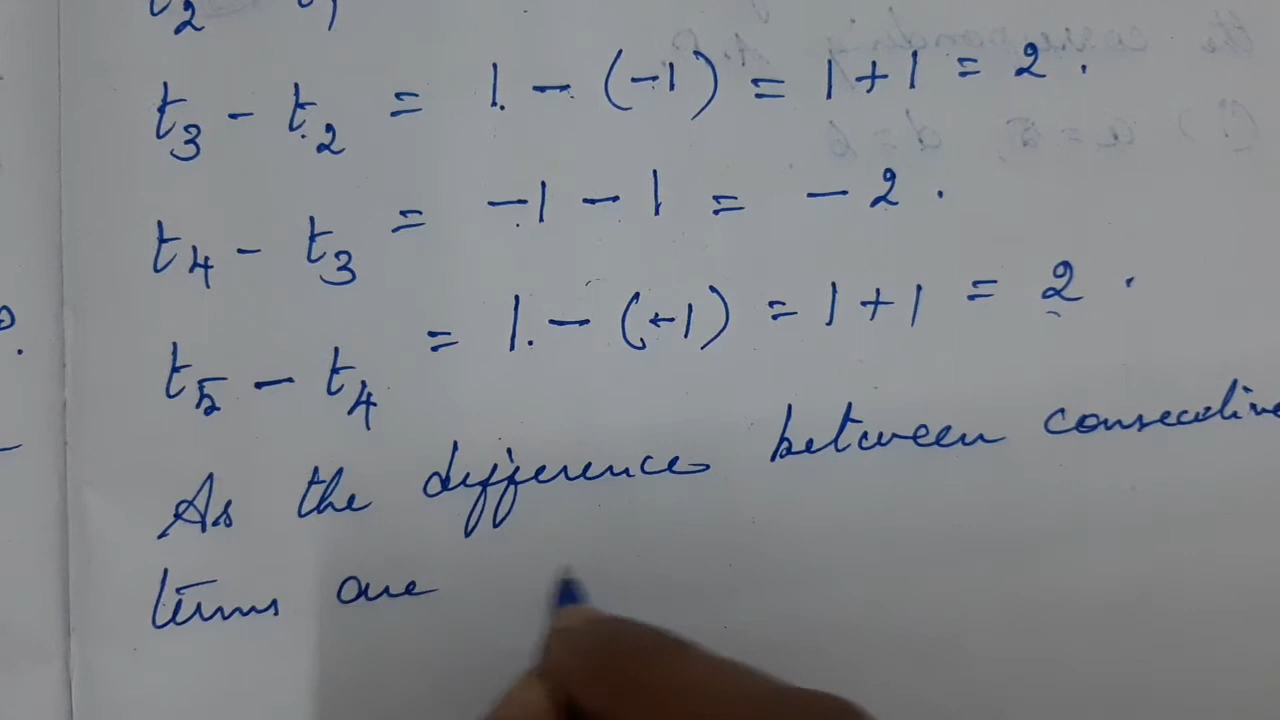 t₃ - t₂ = 1 - (-1) = 1 + 1 = 2.
t₄ - t₃ = -1 - 1 = -2.
t₅ - t₄ = 1 - (-1) = 1 + 1 = 2.
As the difference between consecutive
terms are